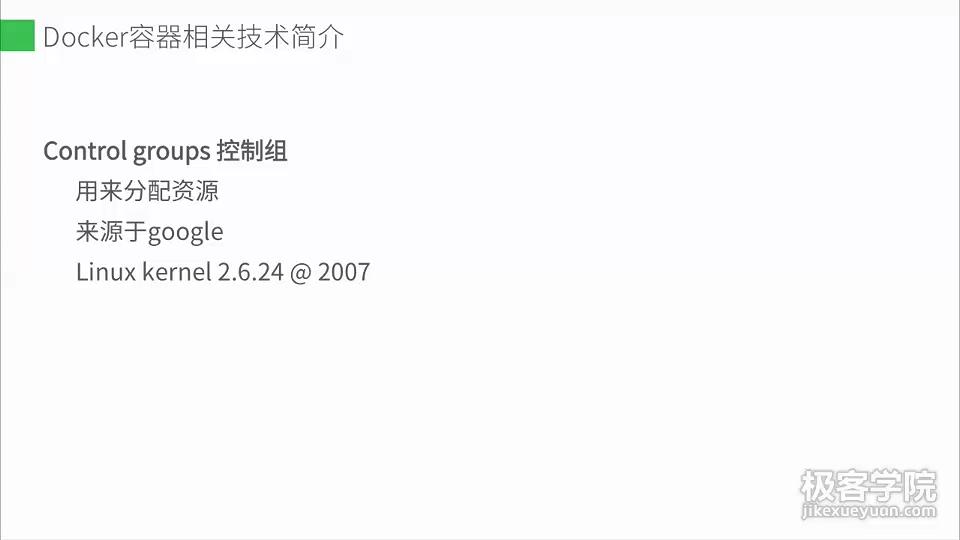 Docker容器相关技术简介
Control groups 控制组
用来分配资源
来源于google
Linux kernel 2.6.24 @ 2007
极客学院
jikexueyuan.com